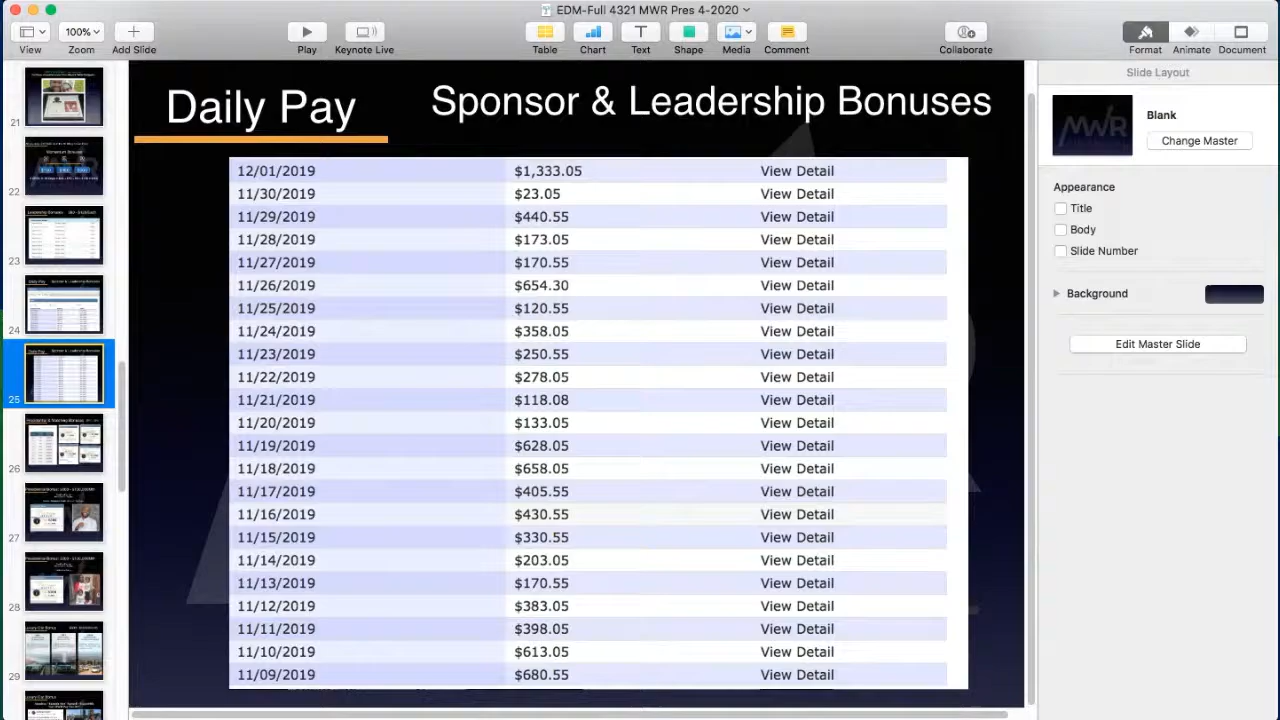 EDM-Full 4321 MWR Pres 4-2020
100%
View
Zoom
Add Slide
Play
Keynote Live
Table
Chart
Text
Shape
Media
Comment
Collaborate
Format
Animate
Document
21
22
23
24
25
26
27
28
29
Daily Pay
Sponsor & Leadership Bonuses
12/1/2019 $1,333.05 View Detail
11/30/2019 $23.05 View Detail
11/29/2019 $440.55 View Detail
11/28/2019 $173.05 View Detail
11/27/2019 $170.55 View Detail
11/26/2019 $654.30 View Detail
11/25/2019 $120.55 View Detail
11/24/2019 $358.05 View Detail
11/23/2019 $250.55 View Detail
11/22/2019 $278.05 View Detail
11/21/2019 $118.08 View Detail
11/20/2019 $133.05 View Detail
11/19/2019 $628.05 View Detail
11/18/2019 $658.05 View Detail
11/17/2019 $405.55 View Detail
11/16/2019 $430.55 View Detail
11/15/2019 $330.55 View Detail
11/14/2019 $203.05 View Detail
11/13/2019 $170.55 View Detail
11/12/2019 $383.05 View Detail
11/11/2019 $398.05 View Detail
11/10/2019 $613.05 View Detail
11/9/2019 $680.55 View Detail
Slide Layout
Blank
Change Master
Appearance
Title
Body
Slide Number
Background
Edit Master Slide